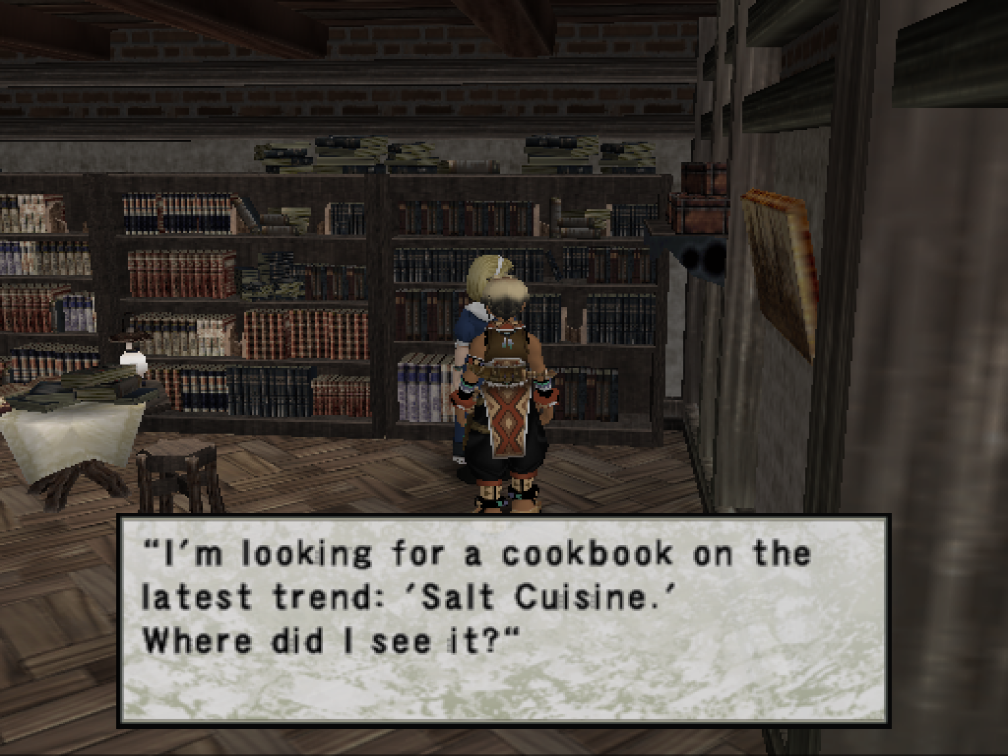 “I'm looking for a cookbook on the
latest trend: 'Salt Cuisine.'
Where did I see it?“